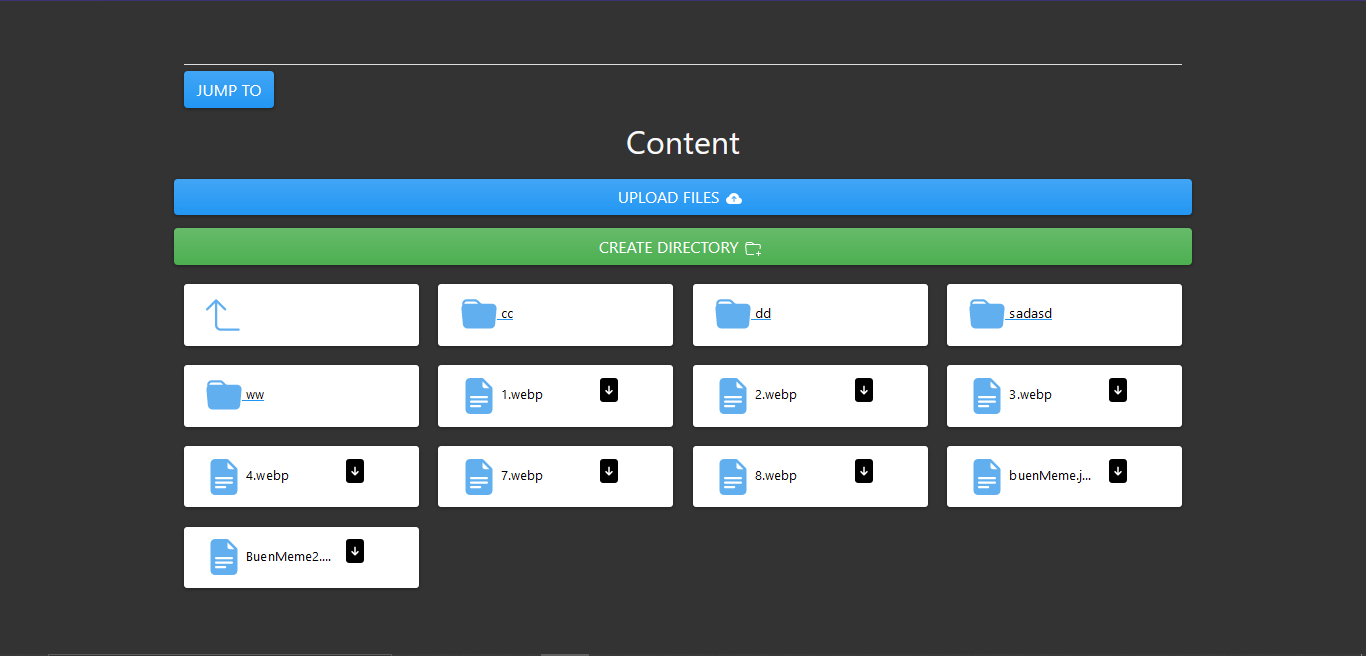 JUMP TO
Content
UPLOAD FILES
CREATE DIRECTORY
cc
dd
sadasd
ww
1.webp
2.webp
3.webp
4.webp
7.webp
8.webp
buenMeme.j...
BuenMeme2....